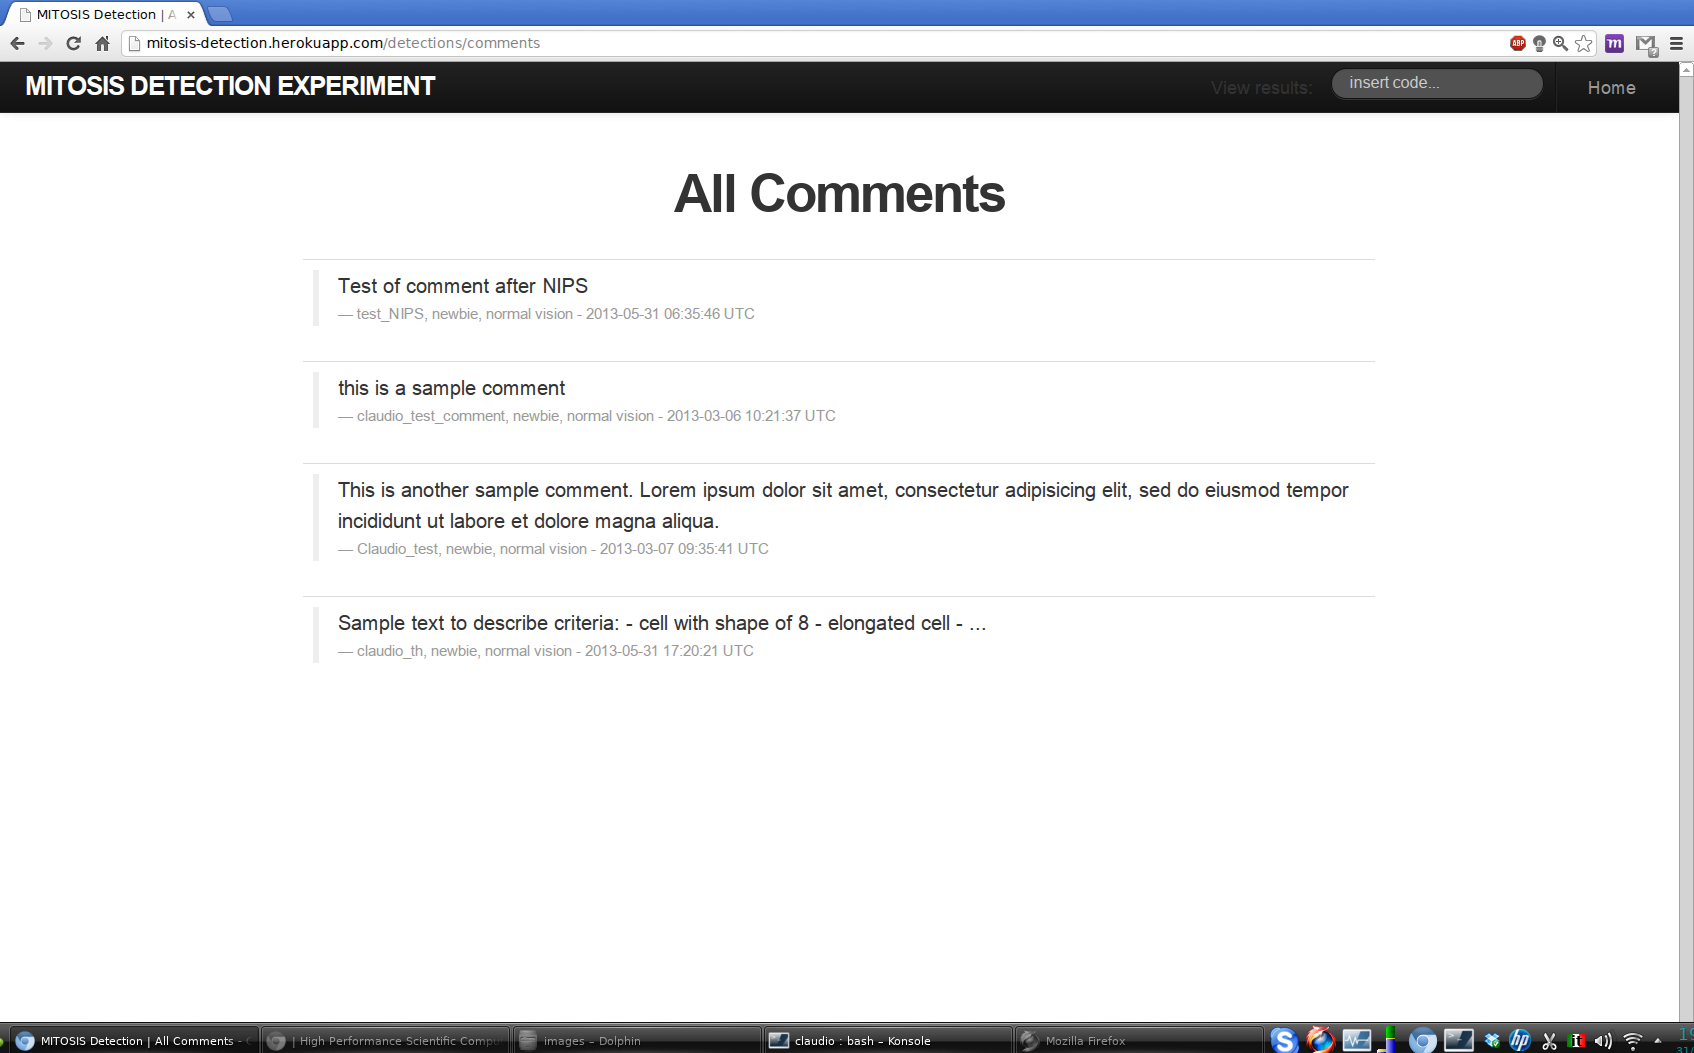 MITOSIS Detection | A
mitosis-detection.herokuapp.com/detections/comments
ABP
m
MITOSIS DETECTION EXPERIMENT
View results:
insert code...
Home
All Comments
Test of comment after NIPS
— test_NIPS, newbie, normal vision - 2013-05-31 06:35:46 UTC
this is a sample comment
— claudio_test_comment, newbie, normal vision - 2013-03-06 10:21:37 UTC
This is another sample comment. Lorem ipsum dolor sit amet, consectetur adipisicing elit, sed do eiusmod tempor
incididunt ut labore et dolore magna aliqua.
— Claudio_test, newbie, normal vision - 2013-03-07 09:35:41 UTC
Sample text to describe criteria: - cell with shape of 8 - elongated cell - ...
— claudio_th, newbie, normal vision - 2013-05-31 17:20:21 UTC
MITOSIS Detection | All Comments -
| High Performance Scientific Compu
images – Dolphin
claudio : bash – Konsole
Mozilla Firefox
S
hp
it